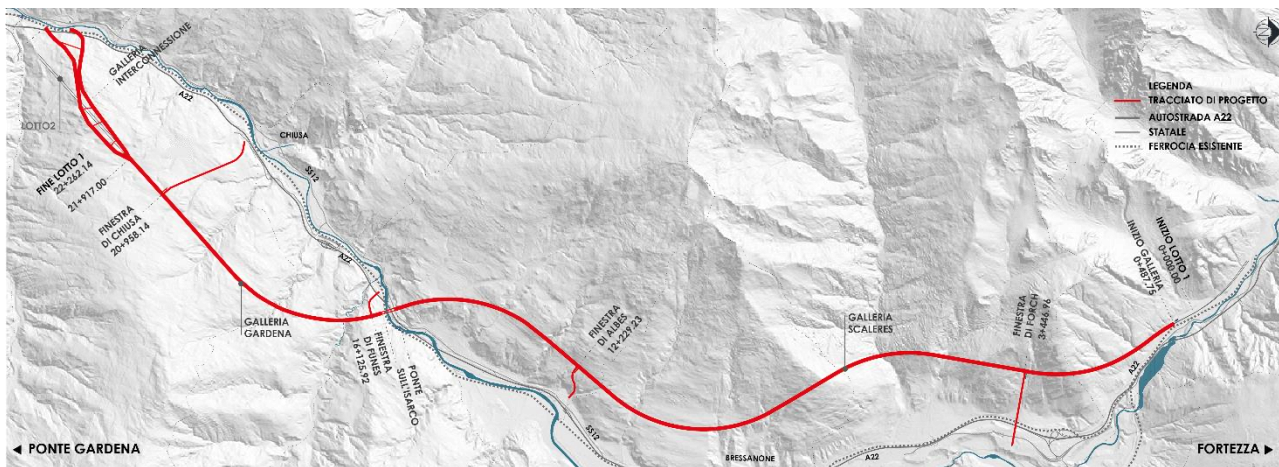 GALLERIA
INTERCONNESSIONE
A22
LOTTO2
CHIUSA
SS12
FINE LOTTO 1
22+262.14
21+917.00
FINESTRA
DI CHIUSA
20+958.14
A22
GALLERIA
GARDENA
FINESTRA
DI FUNES
16+125.92
PONTE
SULL'ISARCO
FINESTRA
DI ALBES
12+229.23
SS12
BRESSANONE
GALLERIA
SCALERES
A22
FINESTRA
DI FORCH
3+446.96
INIZIO LOTTO 1
0+000.00
INIZIO GALLERIA
0+487.75
A22
LEGENDA
TRACCIATO DI PROGETTO
AUTOSTRADA A22
STATALE
FERROCIA ESISTENTE
PONTE GARDENA
FORTEZZA